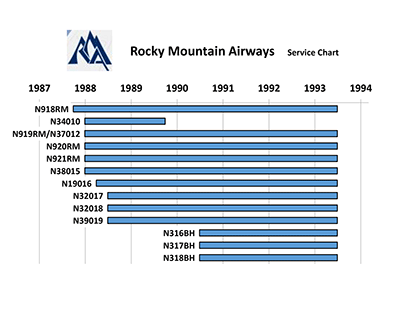 RMA
Rocky Mountain Airways Service Chart
1987 1988 1989 1990 1991 1992 1993 1994
N918RM
N34010
N919RM/N37012
N920RM
N921RM
N38015
N19016
N32017
N32018
N39019
N316BH
N317BH
N318BH